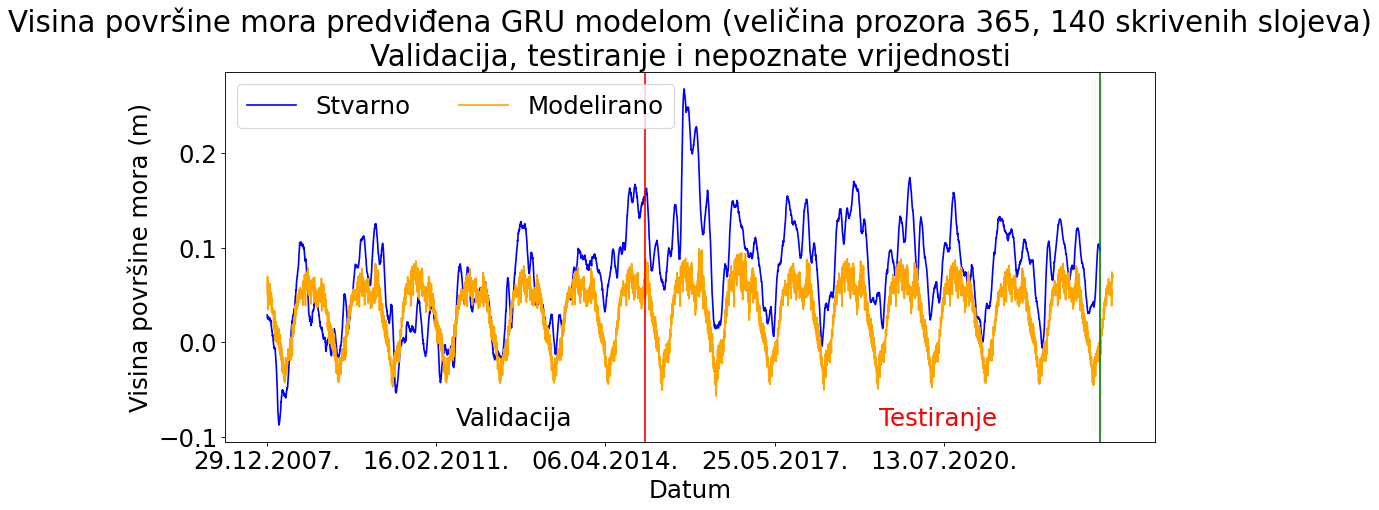 Visina površine mora predviđena GRU modelom (veličina prozora 365, 140 skrivenih slojeva)
Validacija, testiranje i nepoznate vrijednosti
Stvarno
Modelirano
Visina površine mora (m)
0.2
0.1
0.0
−0.1
Validacija
Testiranje
29.12.2007.
16.02.2011.
06.04.2014.
25.05.2017.
13.07.2020.
Datum